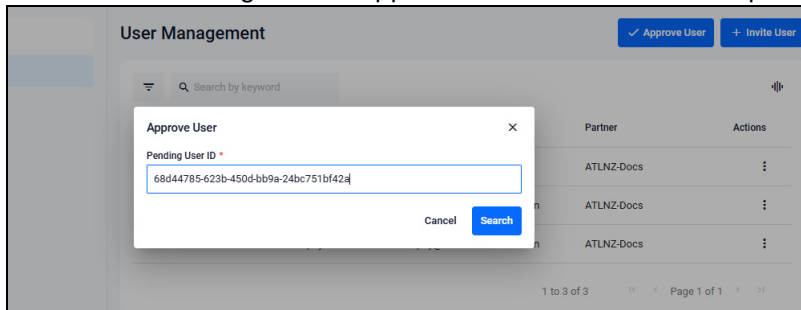 User Management
Approve User
+ Invite User
Search by keyword
Approve User
Partner
Actions
Pending User ID *
ATLNZ-Docs
68d44785-623b-450d-bb9a-24bc751bf42a
ATLNZ-Docs
Cancel
Search
ATLNZ-Docs
1 to 3 of 3
Page 1 of 1